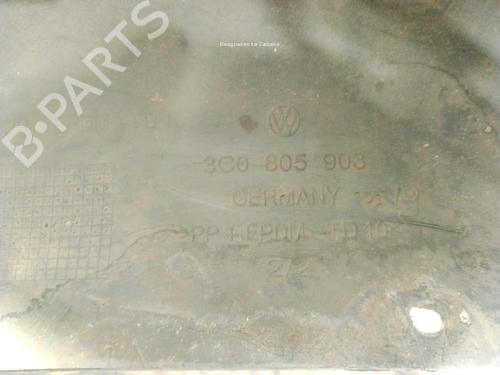 Desguaces La Cabaña
B-PARTS
3C0 805 903
GERMANY
PP + EPDM - TD 10
2/2